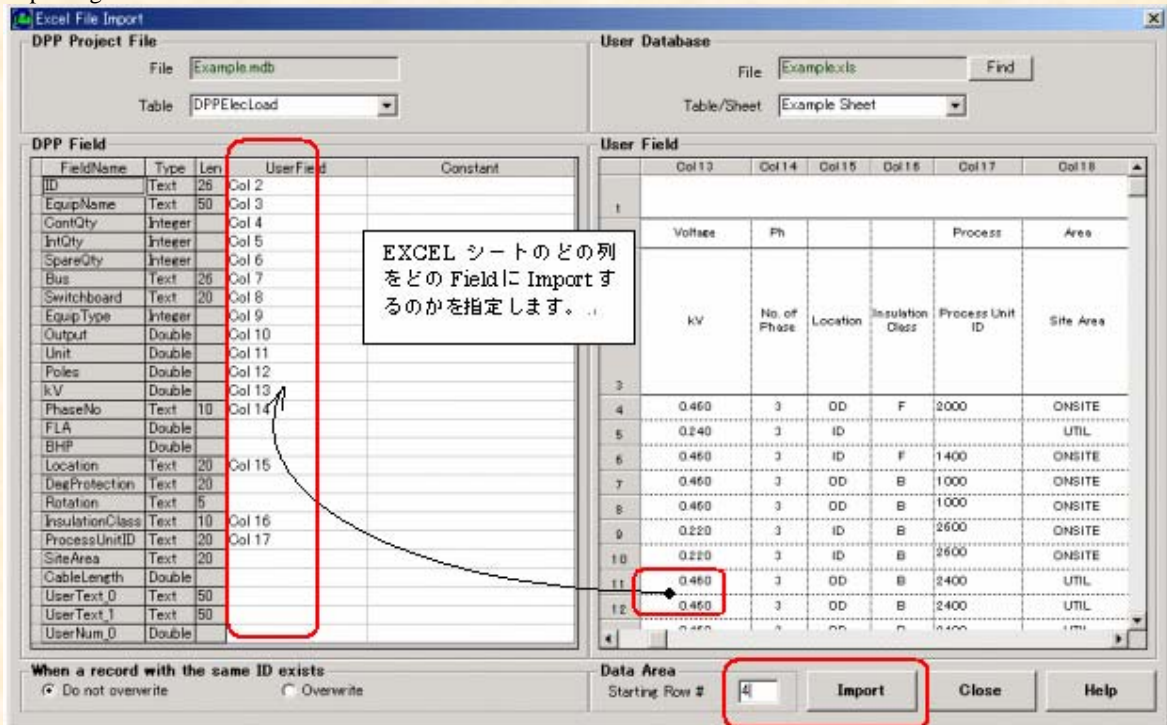 Excel File Import
DPP Project File
File Example.mdb
Table DPPElecLoad
User Database
File Example.xls Find
Table/Sheet Example Sheet
DPP Field
FieldName Type Len UserField Constant
ID Text 26 Col 2
EquipName Text 50 Col 3
ContQty Integer Col 4
IntQty Integer Col 5
SpareQty Integer Col 6
Bus Text 26 Col 7
Switchboard Text 20 Col 8
EquipType Integer Col 9
Output Double Col 10
Unit Double Col 11
Poles Double Col 12
kV Double Col 13
PhaseNo Text 10 Col 14
FLA Double
BHP Double
Location Text 20 Col 15
DegProtection Text 20
Rotation Text 5
InsulationClass Text 10 Col 16
ProcessUnitID Text 20 Col 17
SiteArea Text 20
CableLength Double
UserText_0 Text 50
UserText_1 Text 50
UserNum_0 Double
EXCEL シートのどの列
をどの Field に Import す
るのかを指定します。
User Field
Col 13 Col 14 Col 15 Col 16 Col 17 Col 18
1
Voltage Ph Process Area
kV No. of Phase Location Insulation Class Process Unit ID Site Area
3
4 0.460 3 OD F 2000 ONSITE
5 0.240 3 ID UTIL
6 0.460 3 ID F 1400 ONSITE
7 0.460 3 OD B 1000 ONSITE
8 0.460 3 OD B 1000 ONSITE
9 0.220 3 ID B 2600 ONSITE
10 0.220 3 ID B 2600 ONSITE
11 0.460 3 OD B 2400 UTIL
12 0.460 3 OD B 2400 UTIL
When a record with the same ID exists
Do not overwrite Overwrite
Data Area
Starting Row # 4 Import Close Help